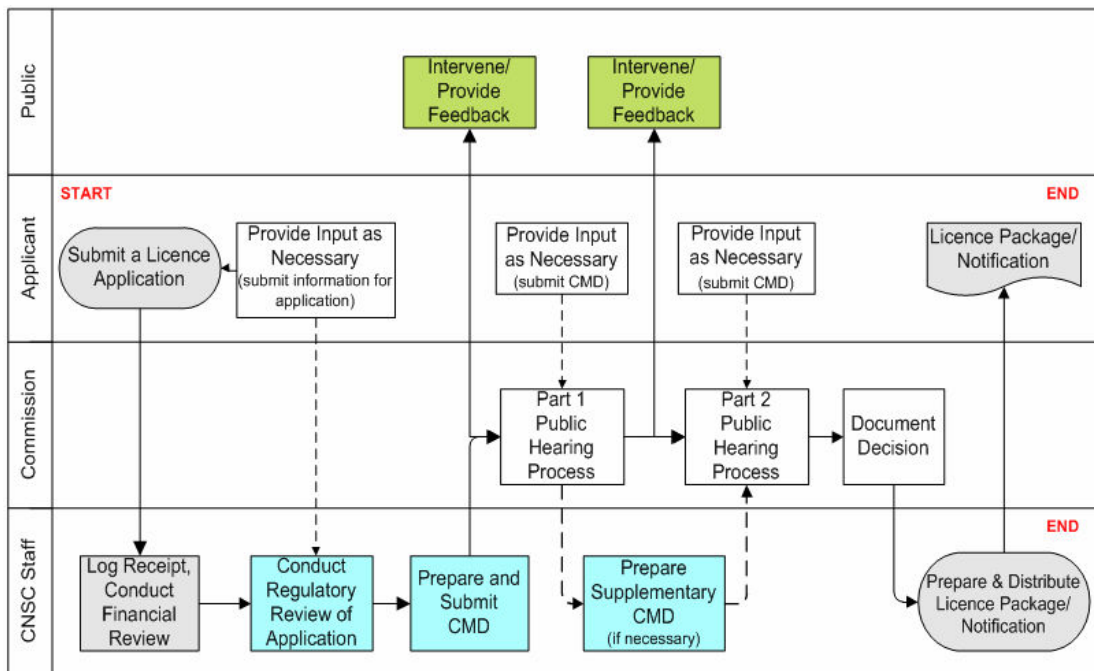 Public
Intervene/
Provide
Feedback
Intervene/
Provide
Feedback
Applicant
START
END
Submit a Licence
Application
Provide Input as
Necessary
(submit information for
application)
Provide Input
as Necessary
(submit CMD)
Provide Input
as Necessary
(submit CMD)
Licence Package/
Notification
Commission
Part 1
Public
Hearing
Process
Part 2
Public
Hearing
Process
Document
Decision
CNSC Staff
END
Log Receipt,
Conduct
Financial
Review
Conduct
Regulatory
Review of
Application
Prepare and
Submit
CMD
Prepare
Supplementary
CMD
(if necessary)
Prepare & Distribute
Licence Package/
Notification